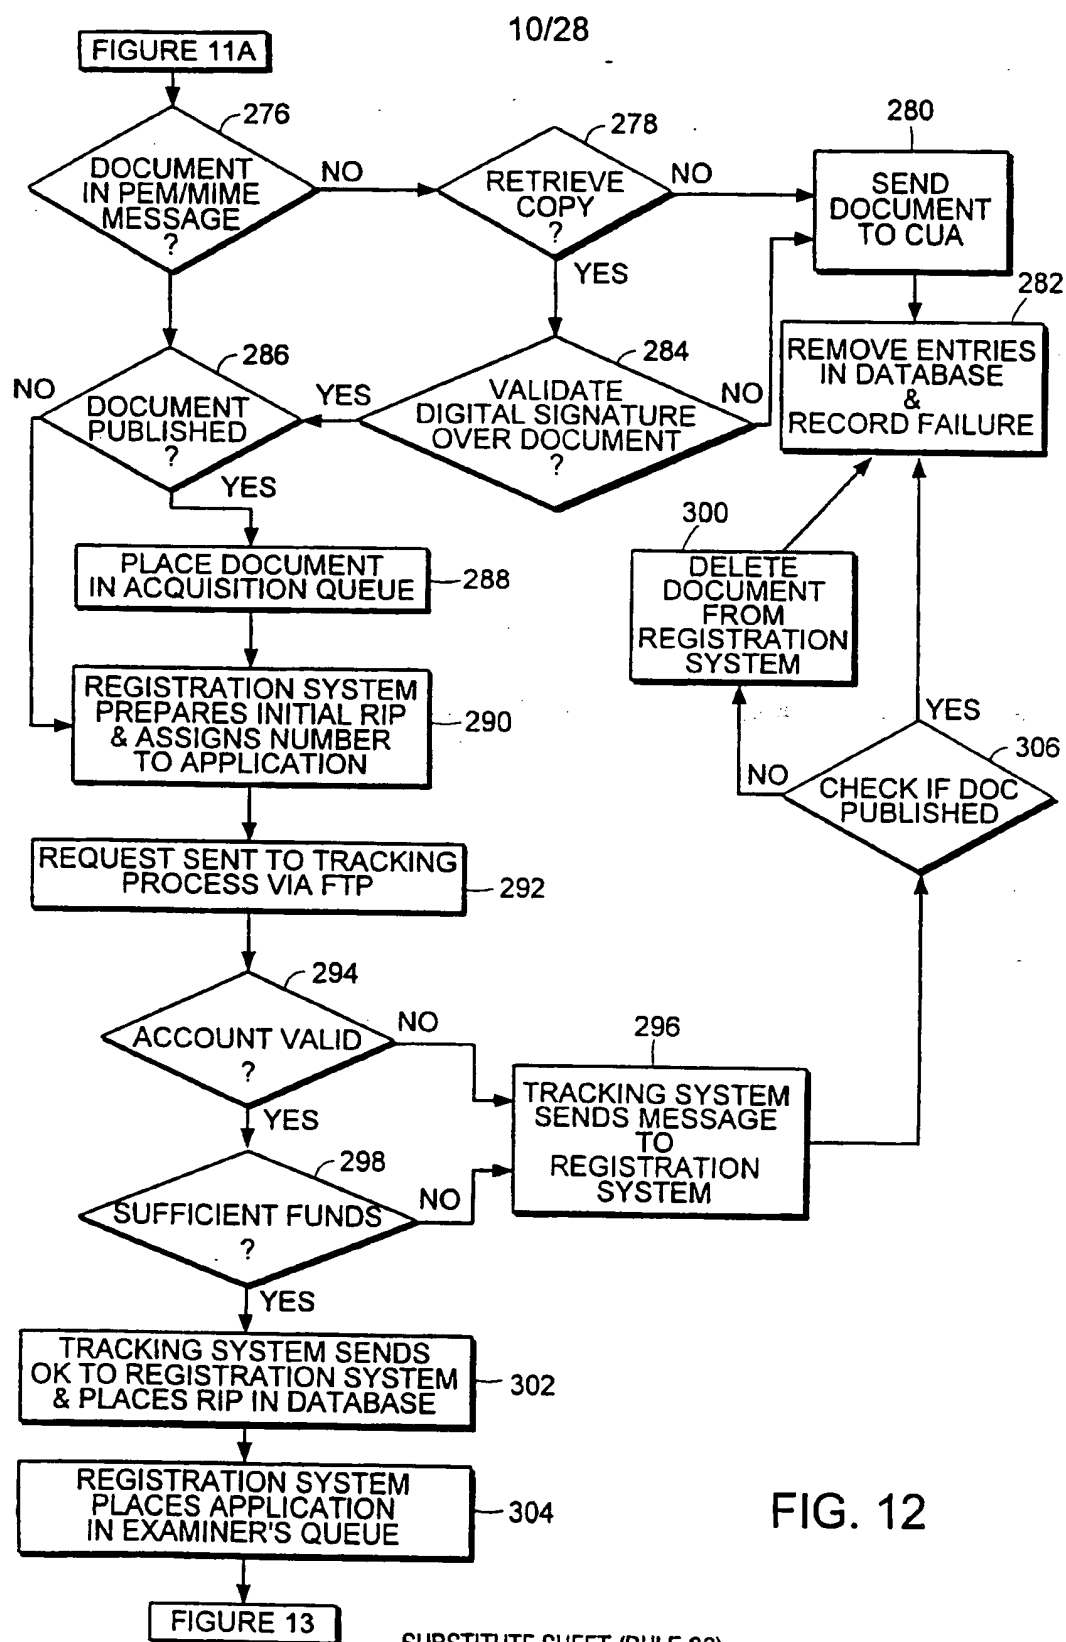 10/28
FIGURE 11A
276
DOCUMENT
IN PEM/MIME
MESSAGE
?
NO
278
RETRIEVE
COPY
?
NO
YES
280
SEND
DOCUMENT
TO CUA
282
REMOVE ENTRIES
IN DATABASE
&
RECORD FAILURE
284
VALIDATE
DIGITAL SIGNATURE
OVER DOCUMENT
?
NO
YES
286
DOCUMENT
PUBLISHED
?
NO
YES
PLACE DOCUMENT
IN ACQUISITION QUEUE
288
300
DELETE
DOCUMENT
FROM
REGISTRATION
SYSTEM
REGISTRATION SYSTEM
PREPARES INITIAL RIP
& ASSIGNS NUMBER
TO APPLICATION
290
YES
306
NO
CHECK IF DOC
PUBLISHED
REQUEST SENT TO TRACKING
PROCESS VIA FTP
292
294
ACCOUNT VALID
?
NO
YES
296
TRACKING SYSTEM
SENDS MESSAGE
TO
REGISTRATION
SYSTEM
298
SUFFICIENT FUNDS
?
NO
YES
TRACKING SYSTEM SENDS
OK TO REGISTRATION SYSTEM
& PLACES RIP IN DATABASE
302
REGISTRATION SYSTEM
PLACES APPLICATION
IN EXAMINER'S QUEUE
304
FIG. 12
FIGURE 13
SUBSTITUTE SHEET (RULE